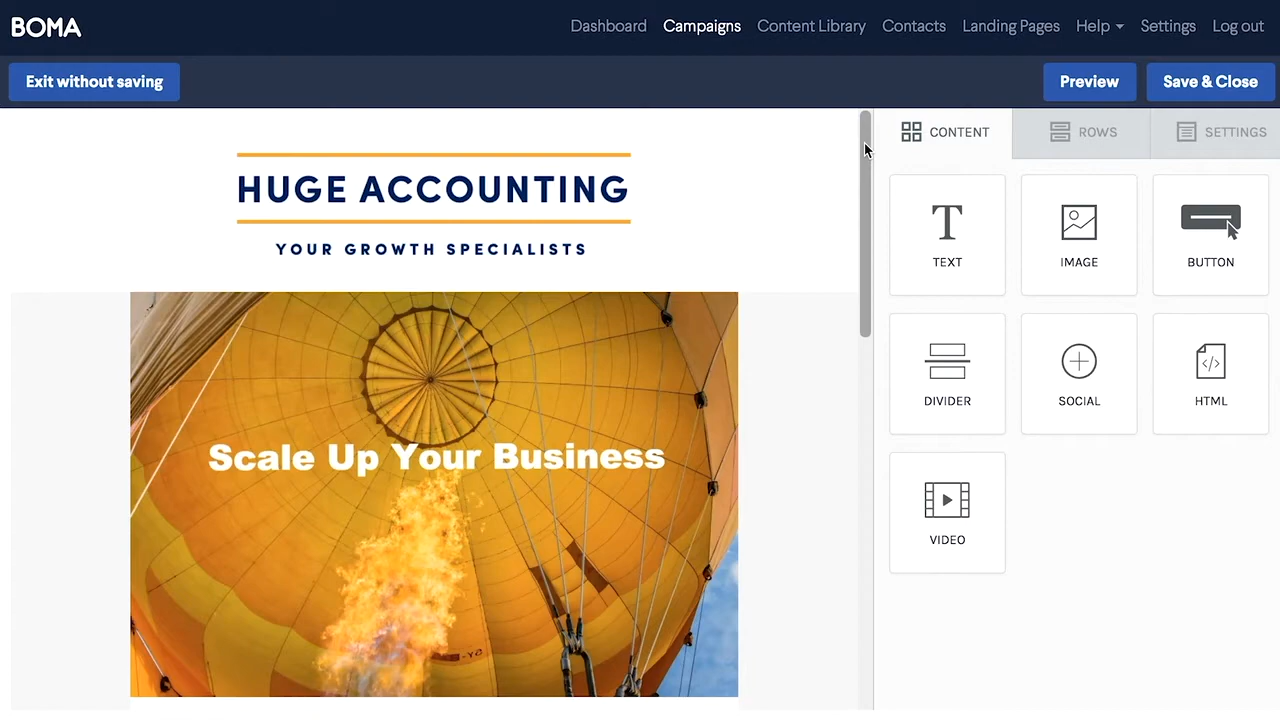 BOMA
Dashboard Campaigns Content Library Contacts Landing Pages Help Settings Log out
Exit without saving Preview Save & Close
CONTENT ROWS SETTINGS
HUGE ACCOUNTING
YOUR GROWTH SPECIALISTS
Scale Up Your Business
TEXT IMAGE BUTTON
DIVIDER SOCIAL HTML
VIDEO